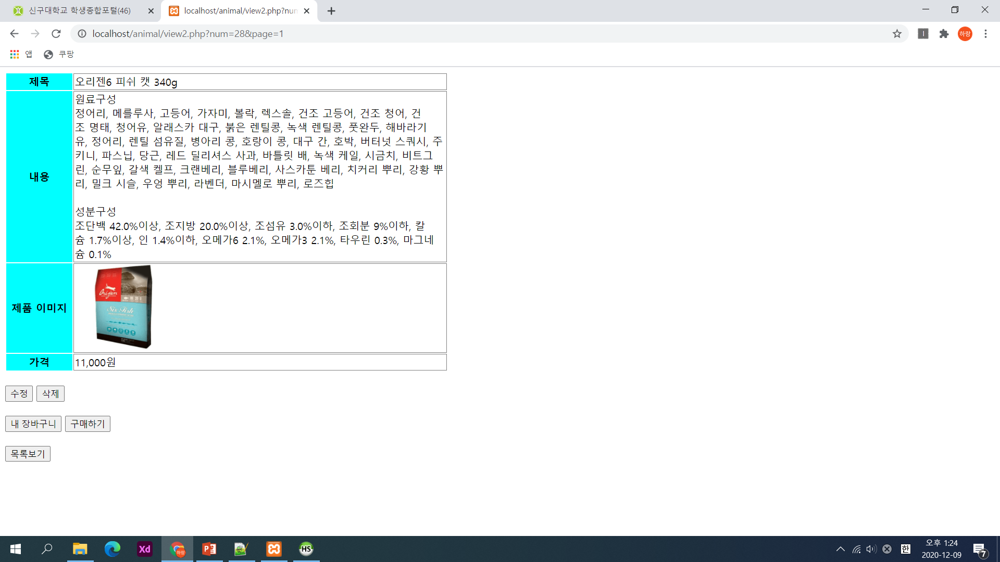 신구대학교 학생종합포털(46)
localhost/animal/view2.php?num
localhost/animal/view2.php?num=28&page=1
하랑
앱
쿠팡
제목
오리젠6 피쉬 캣 340g
내용
원료구성
정어리, 메를루사, 고등어, 가자미, 볼락, 렉스솔, 건조 고등어, 건조 청어, 건
조 명태, 청어유, 알래스카 대구, 붉은 렌틸콩, 녹색 렌틸콩, 풋완두, 해바라기
유, 정어리, 렌틸 섬유질, 병아리 콩, 호랑이 콩, 대구 간, 호박, 버터넛 스쿼시, 주
키니, 파스닙, 당근, 레드 딜리셔스 사과, 바틀릿 배, 녹색 케일, 시금치, 비트그
린, 순무잎, 갈색 켈프, 크랜베리, 블루베리, 사스카툰 베리, 치커리 뿌리, 강황 뿌
리, 밀크 시슬, 우엉 뿌리, 라벤더, 마시멜로 뿌리, 로즈힙
성분구성
조단백 42.0%이상, 조지방 20.0%이상, 조섬유 3.0%이하, 조회분 9%이하, 칼
슘 1.7%이상, 인 1.4%이하, 오메가6 2.1%, 오메가3 2.1%, 타우린 0.3%, 마그네
슘 0.1%
제품 이미지
Orijen
Six Fish
가격
11,000원
수정 삭제
내 장바구니 구매하기
목록보기
Xd
하랑
HS
한
오후 1:24
2020-12-09
7